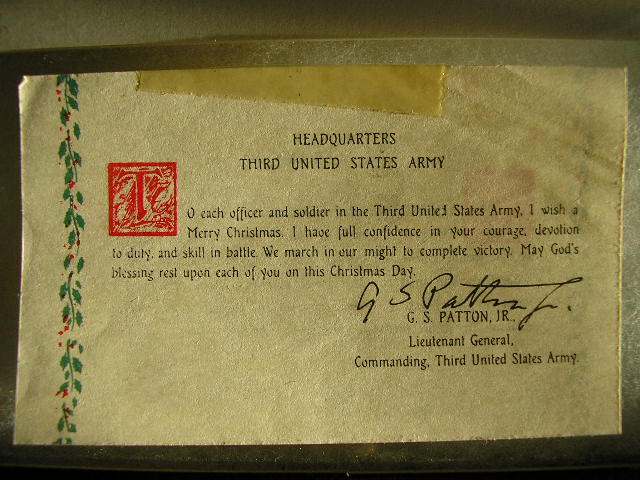 HEADQUARTERS
THIRD UNITED STATES ARMY
TO each officer and soldier in the Third United States Army, I wish a
Merry Christmas. I have full confidence in your courage, devotion
to duty, and skill in battle. We march in our might to complete victory. May God's
blessing rest upon each of you on this Christmas Day.
G S Patton Jr.
G. S. PATTON, JR.,
Lieutenant General,
Commanding, Third United States Army.